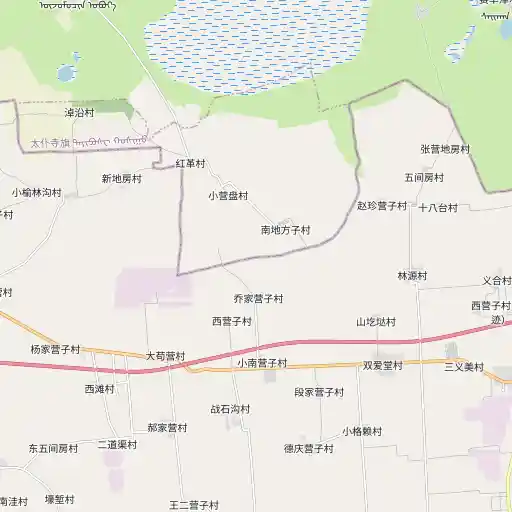 淖沿村
太仆寺旗
张营地房村
红革村
新地房村
五间房村
小榆林沟村
小营盘村
赵珍营子村
十八台村
子村
南地方子村
林源村
义合村
营村
乔家营子村
西营子村
西营子村
山圪垯村
遗)
杨家营子村
大苟营村
小南营子村
双爱堂村
三义美村
西滩村
段家营子村
战石沟村
郝家营村
小格赖村
二道渠村
东五间房村
德庆营子村
南洼村
壕堑村
王二营子村